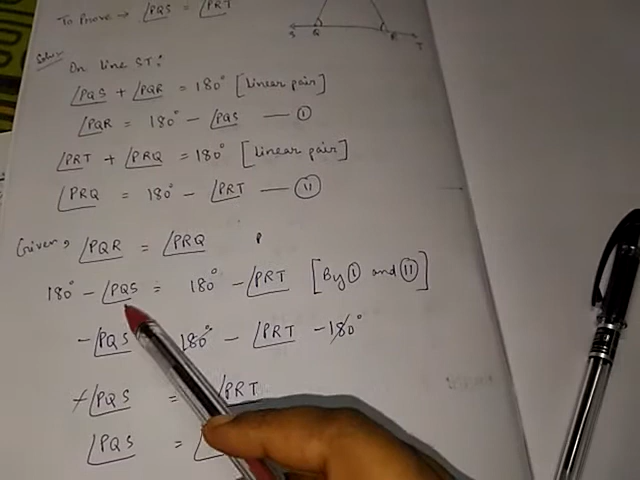 To Prove → ∠PQS = ∠PRT
S Q R T
Soln:
On line ST:
∠PQS + ∠PQR = 180° [linear pair]
∠PQR = 180° - ∠PQS — (I)
∠PRT + ∠PRQ = 180° [linear pair]
∠PRQ = 180° - ∠PRT — (II)
Given, ∠PQR = ∠PRQ
180° - ∠PQS = 180° - ∠PRT [By (I) and (II)]
-∠PQS 180° - ∠PRT - 180°
∠PQS = ∠PRT
∠PQS =